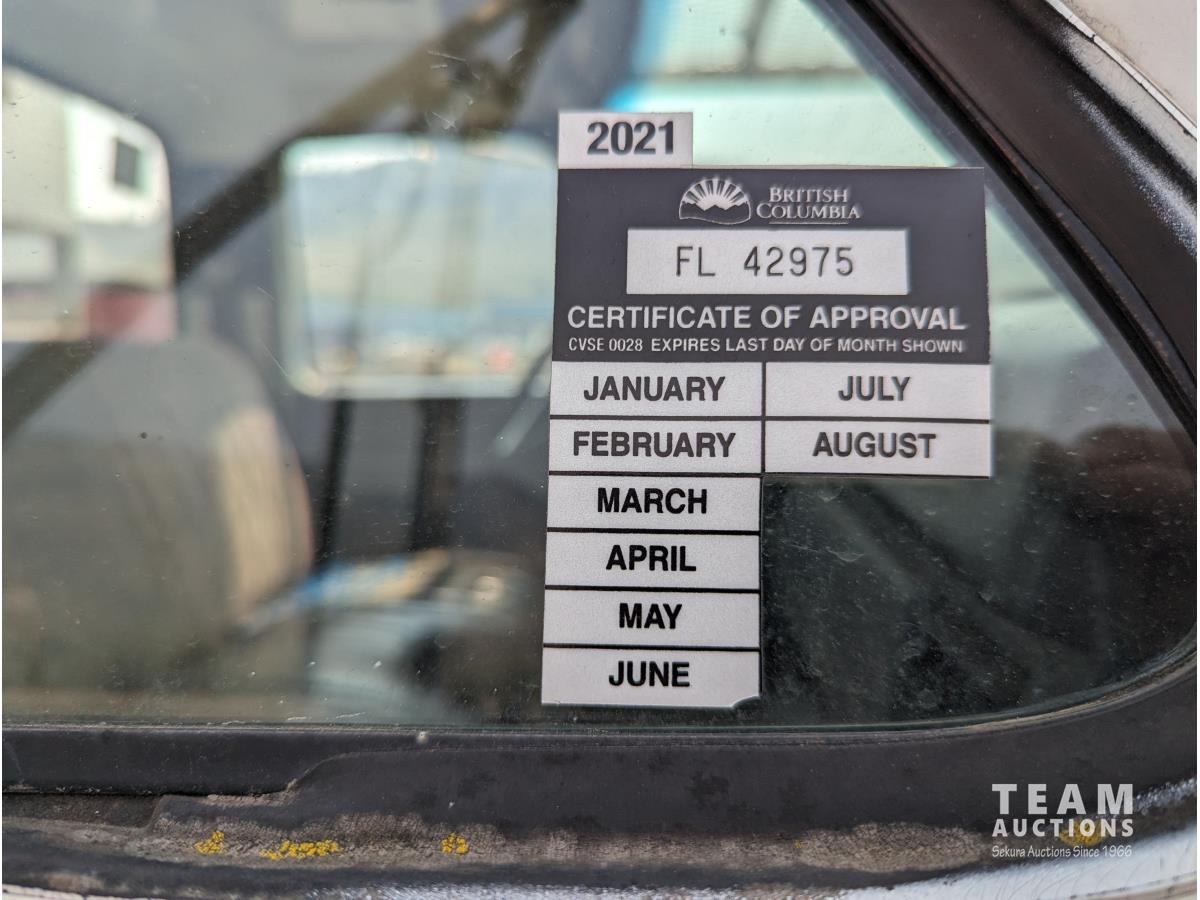 2021
BRITISH
COLUMBIA
FL 42975
CERTIFICATE OF APPROVAL
CVSE 0028 EXPIRES LAST DAY OF MONTH SHOWN
JANUARY JULY
FEBRUARY AUGUST
MARCH
APRIL
MAY
JUNE
TEAM
AUCTIONS
Sekura Auctions Since 1966